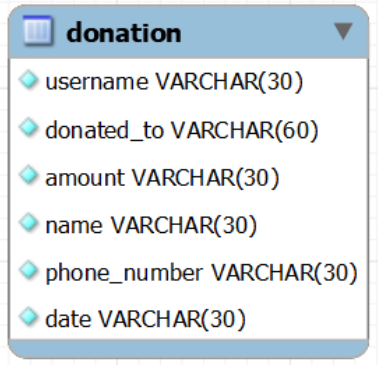 donation
username VARCHAR(30)
donated_to VARCHAR(60)
amount VARCHAR(30)
name VARCHAR(30)
phone_number VARCHAR(30)
date VARCHAR(30)